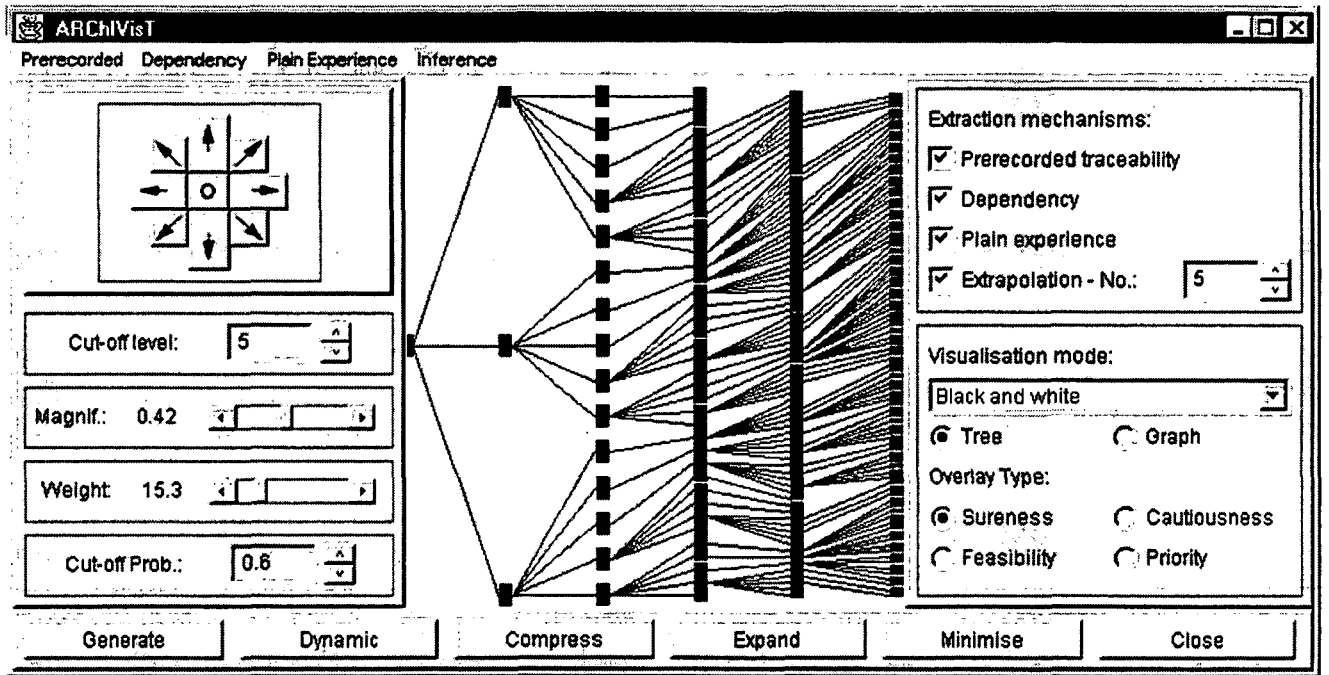 ARChIVisT
Prerecorded Dependency Plain Experience Inference
Cut-off level: 5
Magnif.: 0.42
Weight: 15.3
Cut-off Prob.: 0.6
Extraction mechanisms:
Prerecorded traceability
Dependency
Plain experience
Extrapolation - No.: 5
Visualisation mode:
Black and white
Tree Graph
Overlay Type:
Sureness Cautiousness
Feasibility Priority
Generate Dynamic Compress Expand Minimise Close